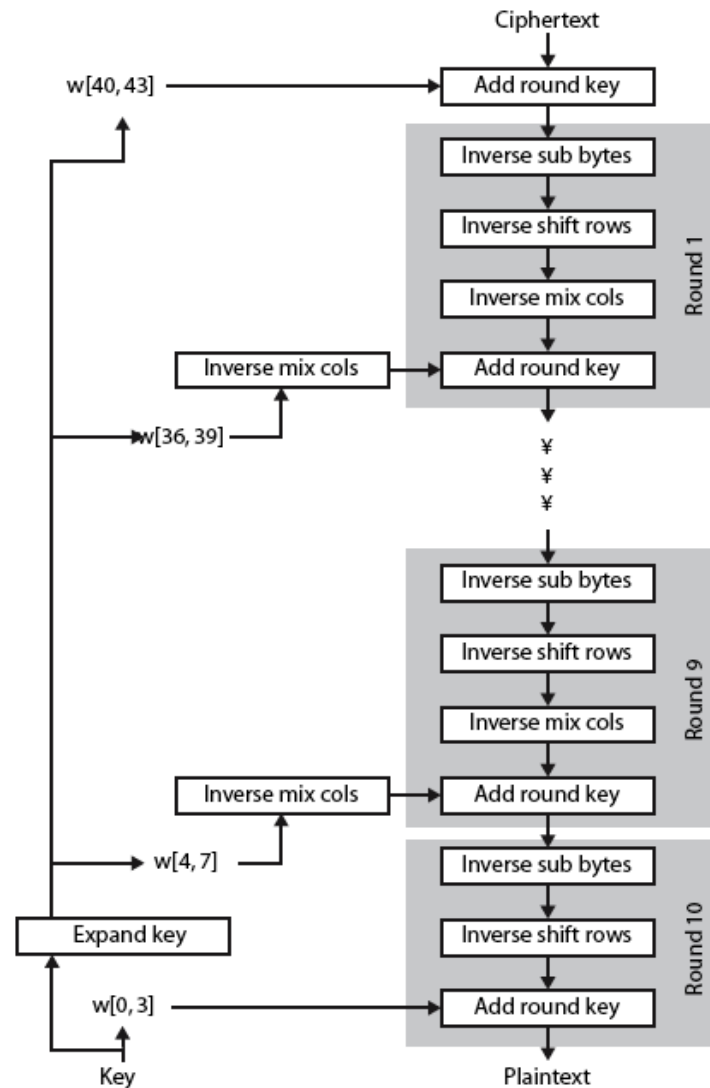 Ciphertext
w[40, 43]
Add round key
Inverse sub bytes
Inverse shift rows
Inverse mix cols
Round 1
Inverse mix cols
Add round key
w[36, 39]
¥
¥
¥
Inverse sub bytes
Inverse shift rows
Round 9
Inverse mix cols
Inverse mix cols
Add round key
w[4, 7]
Inverse sub bytes
Expand key
Inverse shift rows
Round 10
w[0, 3]
Add round key
Key
Plaintext